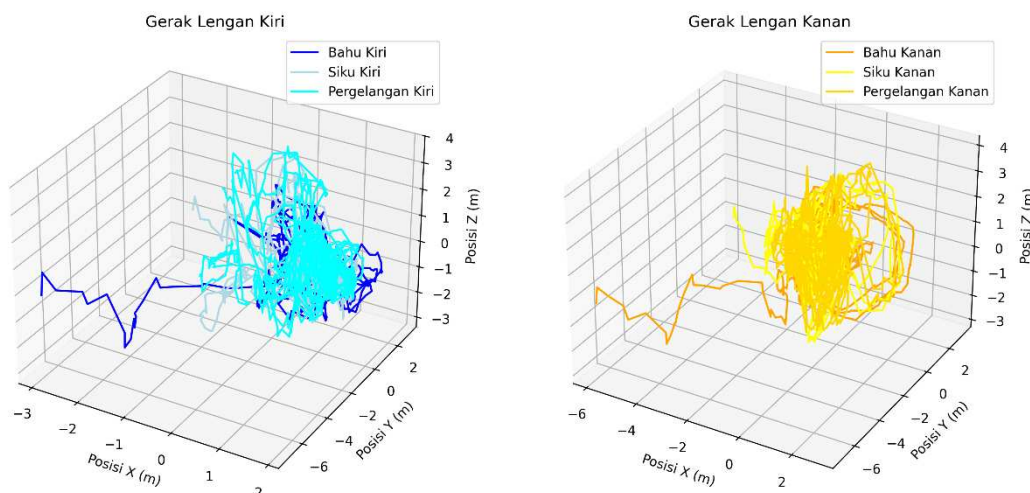 Gerak Lengan Kiri
Bahu Kiri
Siku Kiri
Pergelangan Kiri
4
3
2
1
0
−1
−2
−3
Posisi Z (m)
−3
−2
−1
0
1
2
Posisi X (m)
−6
−4
−2
0
2
Posisi Y (m)
Gerak Lengan Kanan
Bahu Kanan
Siku Kanan
Pergelangan Kanan
4
3
2
1
0
−1
−2
−3
Posisi Z (m)
−6
−4
−2
0
2
Posisi X (m)
−6
−4
−2
0
2
Posisi Y (m)